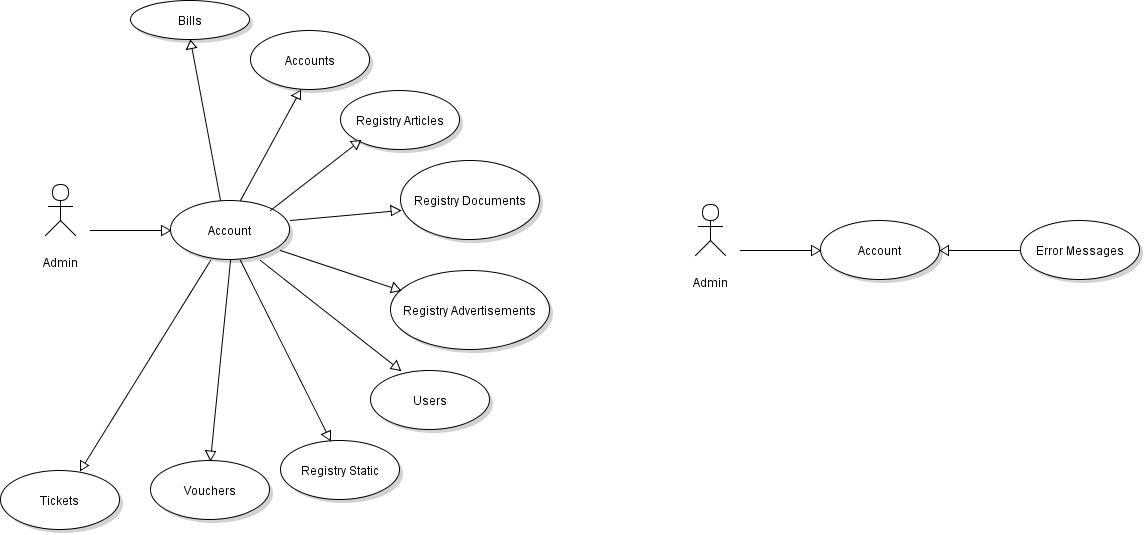 Bills
Accounts
Registry Articles
Registry Documents
Admin
Account
Registry Advertisements
Users
Registry Static
Vouchers
Tickets
Admin
Account
Error Messages